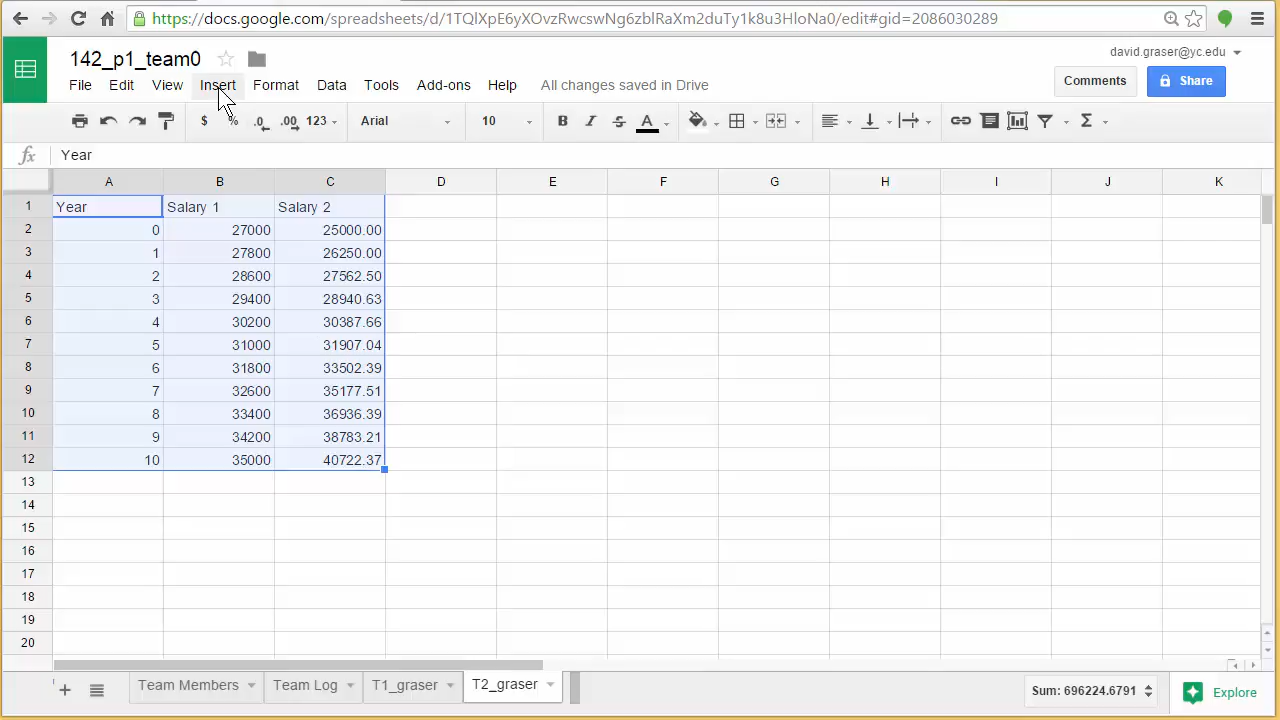 https://docs.google.com/spreadsheets/d/1TQlXpE6yXOvzRwcswNg6zblRaXm2duTy1k8u3HloNa0/edit#gid=2086030289
142_p1_team0
david.graser@yc.edu
File Edit View Insert Format Data Tools Add-ons Help All changes saved in Drive
Comments Share
$ % .0 .00 123 Arial 10 B I S A Σ
fx Year
A B C D E F G H I J K
1 Year Salary 1 Salary 2
2 0 27000 25000.00
3 1 27800 26250.00
4 2 28600 27562.50
5 3 29400 28940.63
6 4 30200 30387.66
7 5 31000 31907.04
8 6 31800 33502.39
9 7 32600 35177.51
10 8 33400 36936.39
11 9 34200 38783.21
12 10 35000 40722.37
13
14
15
16
17
18
19
20
+ Team Members Team Log T1_graser T2_graser Sum: 696224.6791 Explore